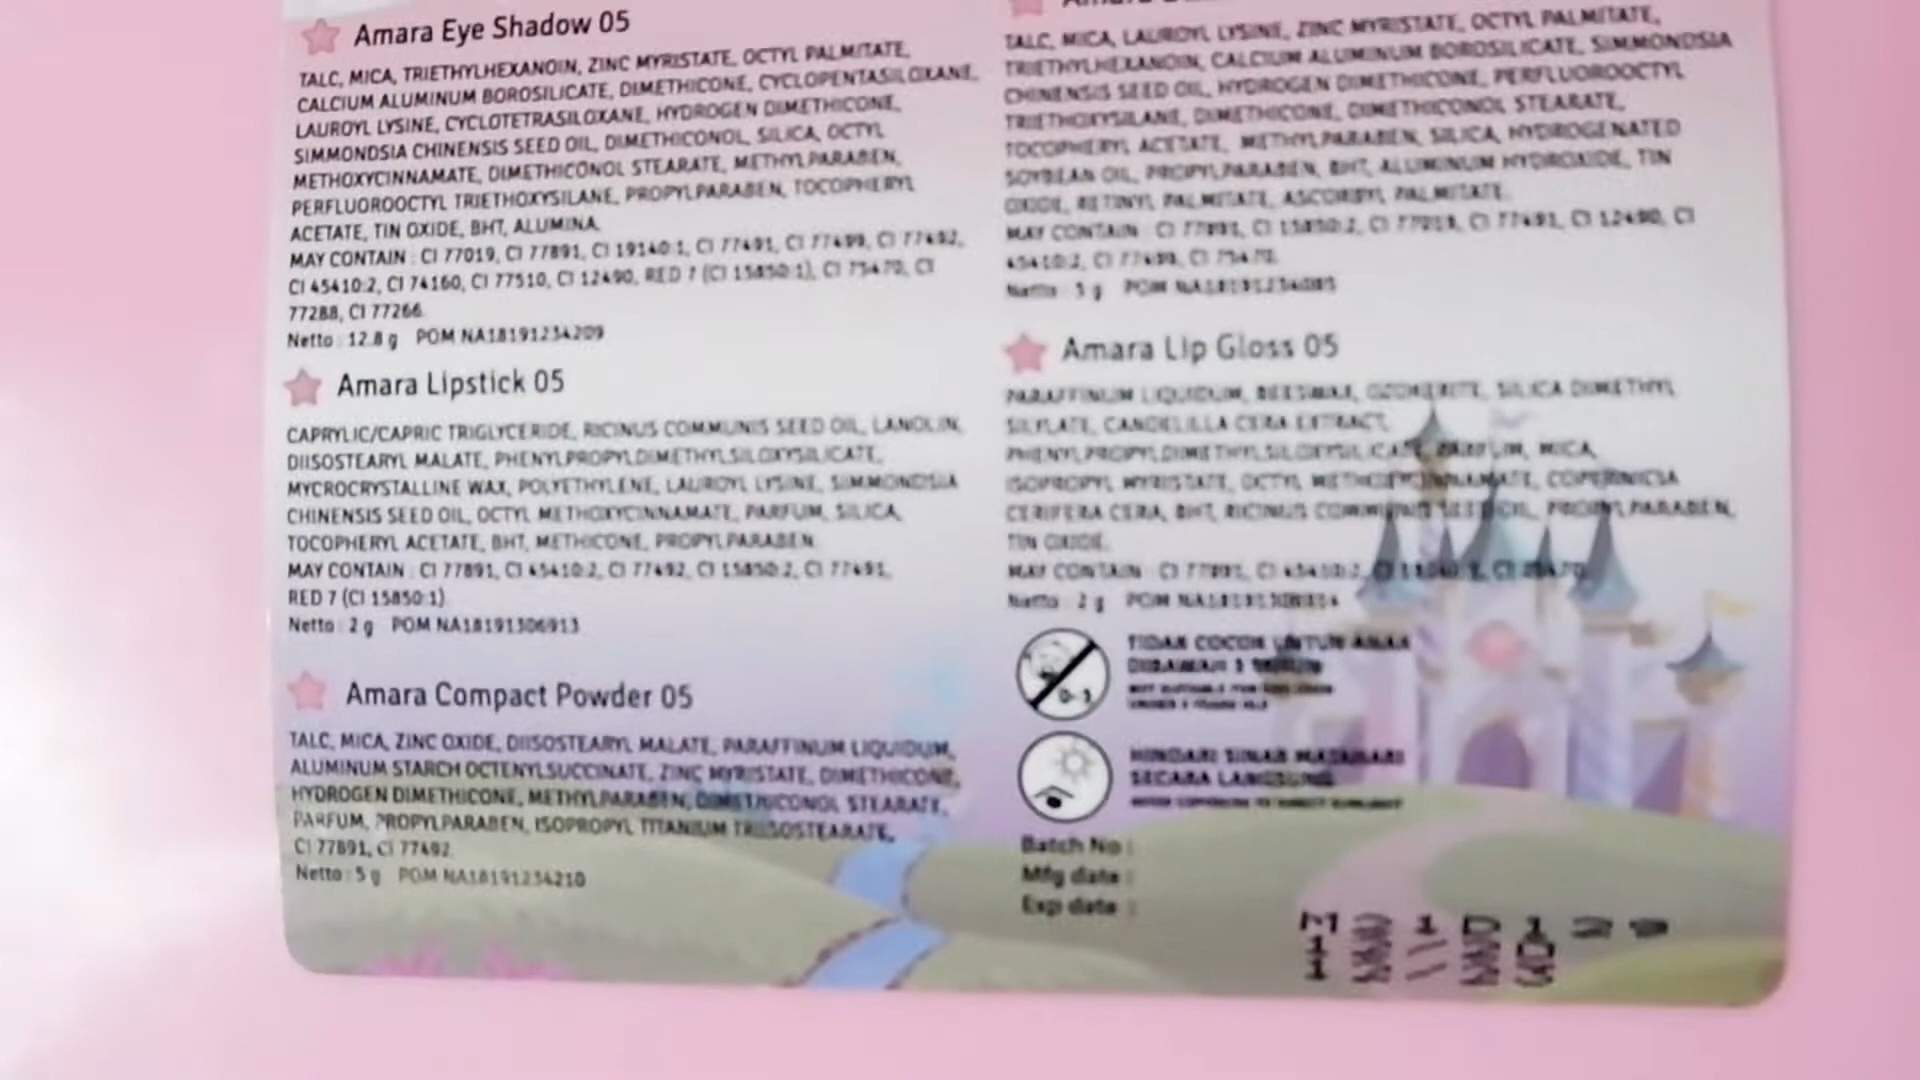 Amara Eye Shadow 05
TALC, MICA, TRIETHYLHEXANOIN, ZINC MYRISTATE, OCTYL PALMITATE,
CALCIUM ALUMINUM BOROSILICATE, DIMETHICONE, CYCLOPENTASILOXANE,
LAUROYL LYSINE, CYCLOTETRASILOXANE, HYDROGEN DIMETHICONE,
SIMMONDSIA CHINENSIS SEED OIL, DIMETHICONOL, SILICA, OCTYL
METHOXYCINNAMATE, DIMETHICONOL STEARATE, METHYLPARABEN,
PERFLUOROOCTYL TRIETHOXYSILANE, PROPYLPARABEN, TOCOPHERYL
ACETATE, TIN OXIDE, BHT, ALUMINA.
MAY CONTAIN : CI 77019, CI 77891, CI 19140:1, CI 77491, CI 77499, CI 77492,
CI 45410:2, CI 74160, CI 77510, CI 12490, RED 7 (CI 15850:1), CI 75470, CI
77288, CI 77266.
Netto : 12.8 g POM NA18191234209
Amara Lipstick 05
CAPRYLIC/CAPRIC TRIGLYCERIDE, RICINUS COMMUNIS SEED OIL, LANOLIN,
DIISOSTEARYL MALATE, PHENYLPROPYLDIMETHYLSILOXYSILICATE,
MYCROCRYSTALLINE WAX, POLYETHYLENE, LAUROYL LYSINE, SIMMONDSIA
CHINENSIS SEED OIL, OCTYL METHOXYCINNAMATE, PARFUM, SILICA,
TOCOPHERYL ACETATE, BHT, METHICONE, PROPYLPARABEN.
MAY CONTAIN : CI 77891, CI 45410:2, CI 77492, CI 15850:2, CI 77491,
RED 7 (CI 15850:1)
Netto : 2 g POM NA18191306913
Amara Compact Powder 05
TALC, MICA, ZINC OXIDE, DIISOSTEARYL MALATE, PARAFFINUM LIQUIDUM,
ALUMINUM STARCH OCTENYLSUCCINATE, ZINC MYRISTATE, DIMETHICONE,
HYDROGEN DIMETHICONE, METHYLPARABEN, DIMETHICONOL STEARATE,
PARFUM, PROPYLPARABEN, ISOPROPYL TITANIUM TRIISOSTEARATE,
CI 77891, CI 77492
Netto : 5 g POM NA18191234210
Amara
TALC, MICA, LAUROYL LYSINE, ZINC MYRISTATE, OCTYL PALMITATE,
TRIETHYLHEXANOIN, CALCIUM ALUMINUM BOROSILICATE, SIMMONDSIA
CHINENSIS SEED OIL, HYDROGEN DIMETHICONE, PERFLUOROOCTYL
TRIETHOXYSILANE, DIMETHICONE, DIMETHICONOL STEARATE,
TOCOPHERYL ACETATE, METHYLPARABEN, SILICA, HYDROGENATED
SOYBEAN OIL, PROPYLPARABEN, BHT, ALUMINUM HYDROXIDE, TIN
OXIDE, RETINYL PALMITATE, ASCORBYL PALMITATE.
MAY CONTAIN : CI 77891, CI 15850:2, CI 77019, CI 77491, CI 12490, CI
45410:2, CI 77499, CI 75470.
Netto : 5 g POM
Amara Lip Gloss 05
PARAFFINUM LIQUIDUM, BEESWAX, OZOKERITE, SILICA DIMETHYL
SILYLATE, CANDELILLA CERA EXTRACT,
PHENYLPROPYLDIMETHYLSILOXYSILICATE, PARFUM, MICA,
ISOPROPYL MYRISTATE, OCTYL METHOXYCINNAMATE, COPERNICIA
CERIFERA CERA, BHT, RICINUS COMMUNIS SEED OIL, PROPYLPARABEN,
TIN OXIDE.
MAY CONTAIN : CI 77891, CI 45410:2,
Netto : 2 g POM
0-3
TIDAK COCOK UNTUK ANAK
DIBAWAH 3 TAHUN
HINDARI SINAR MATAHARI
SECARA LANGSUNG
Batch No :
Mfg date :
Exp date :